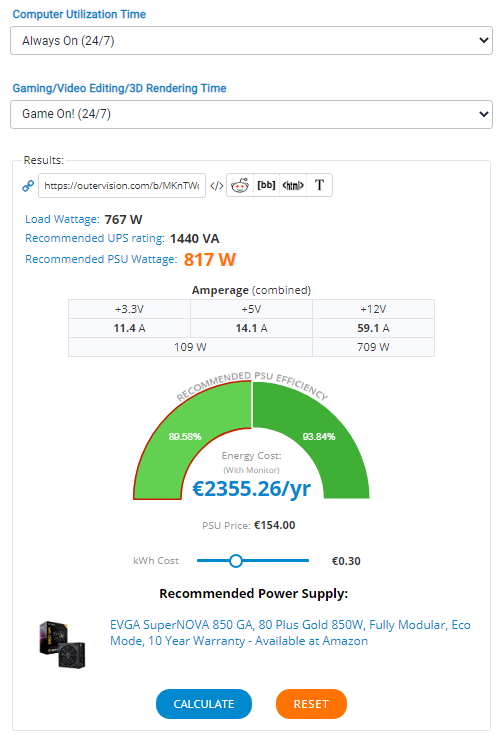 Computer Utilization Time
Always On (24/7)
Gaming/Video Editing/3D Rendering Time
Game On! (24/7)
Results:
https://outervision.com/b/MKnTW
</> [bb] <html> T
Load Wattage: 767 W
Recommended UPS rating: 1440 VA
Recommended PSU Wattage: 817 W
Amperage (combined)
+3.3V +5V +12V
11.4 A 14.1 A 59.1 A
109 W 709 W
RECOMMENDED PSU EFFICIENCY
89.58% 93.84%
Energy Cost:
(With Monitor)
€2355.26/yr
PSU Price: €154.00
kWh Cost €0.30
Recommended Power Supply:
EVGA SuperNOVA 850 GA, 80 Plus Gold 850W, Fully Modular, Eco
Mode, 10 Year Warranty - Available at Amazon
CALCULATE RESET